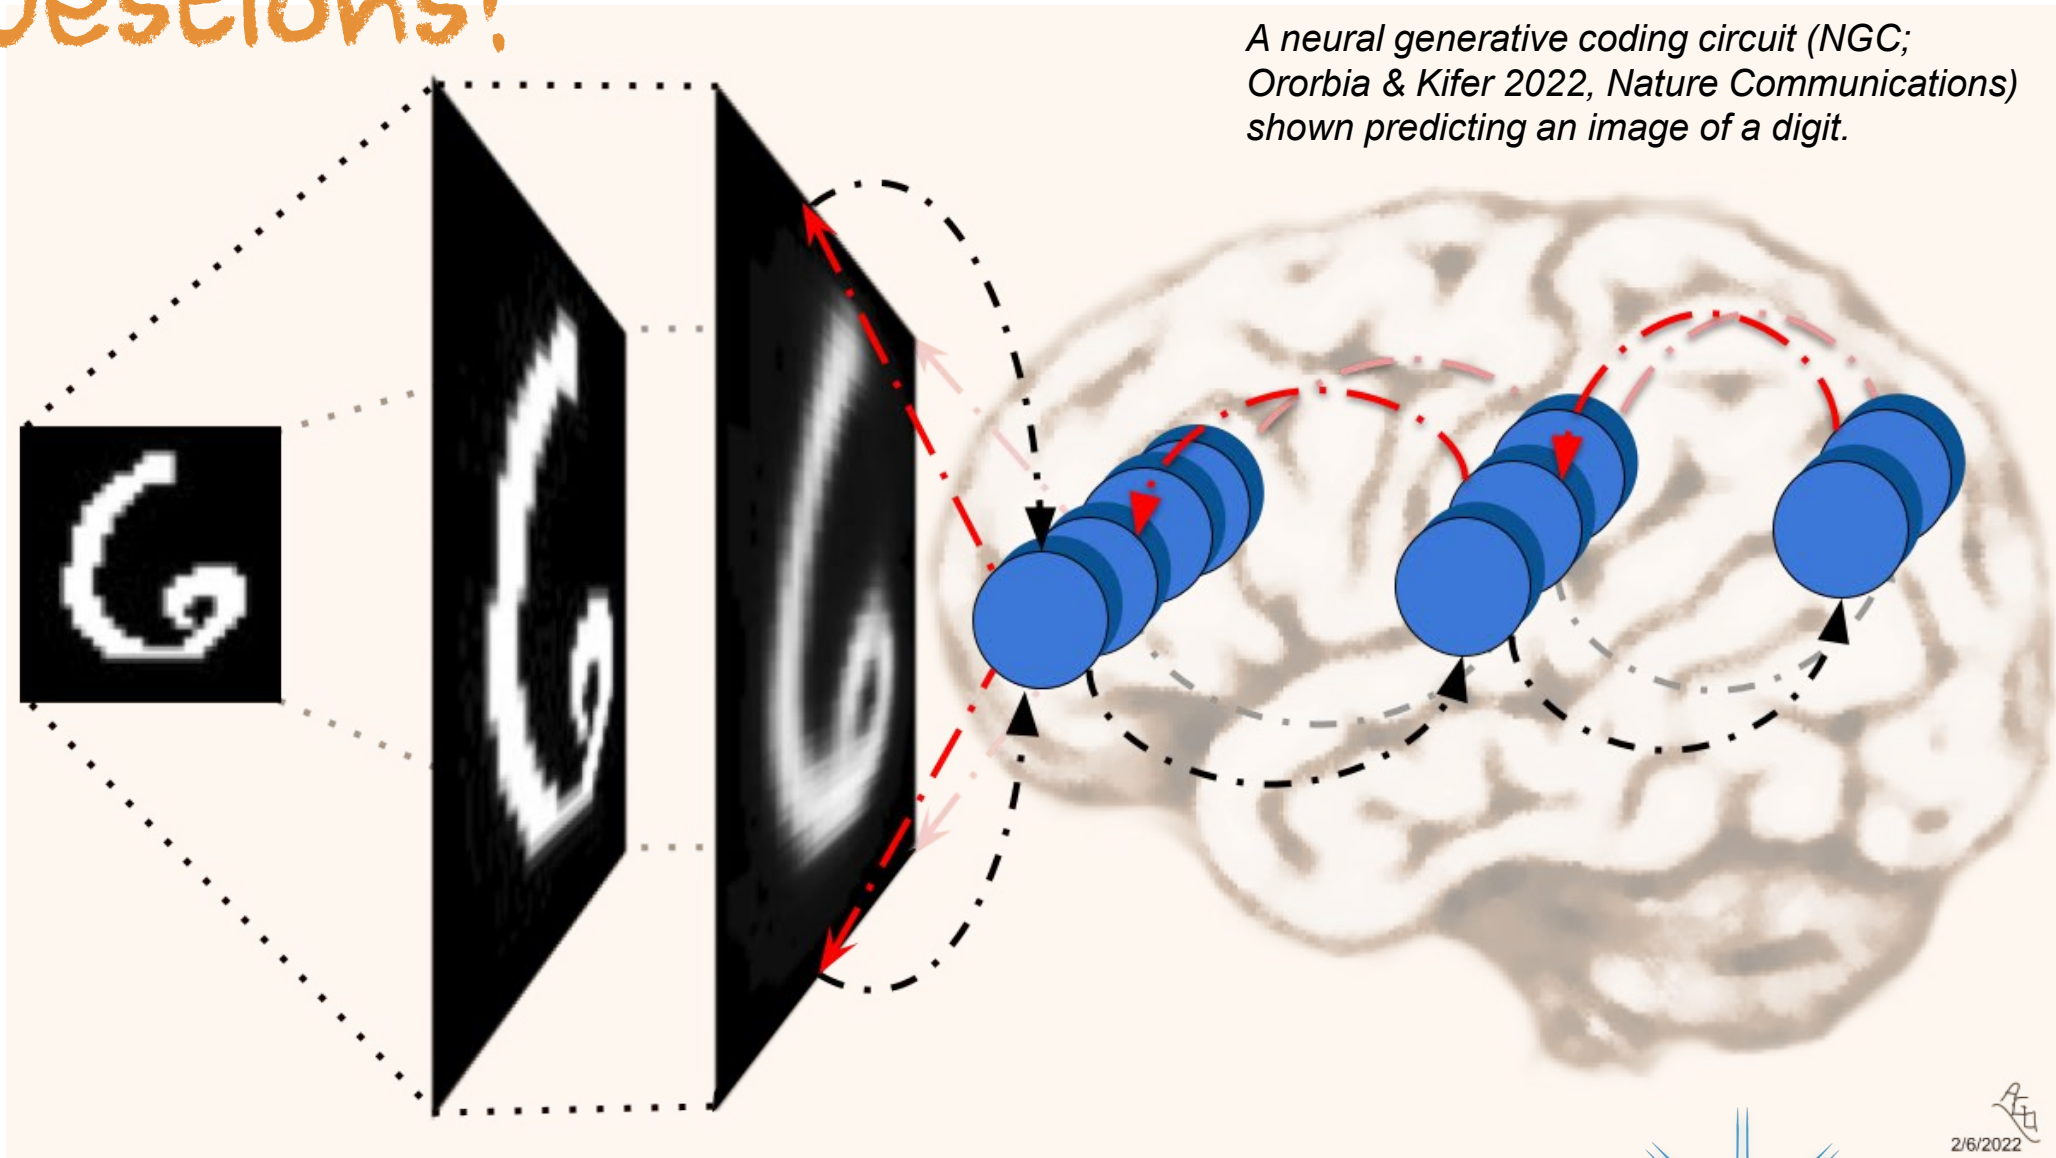 A neural generative coding circuit (NGC;
Ororbia & Kifer 2022, Nature Communications)
shown predicting an image of a digit.
2/6/2022